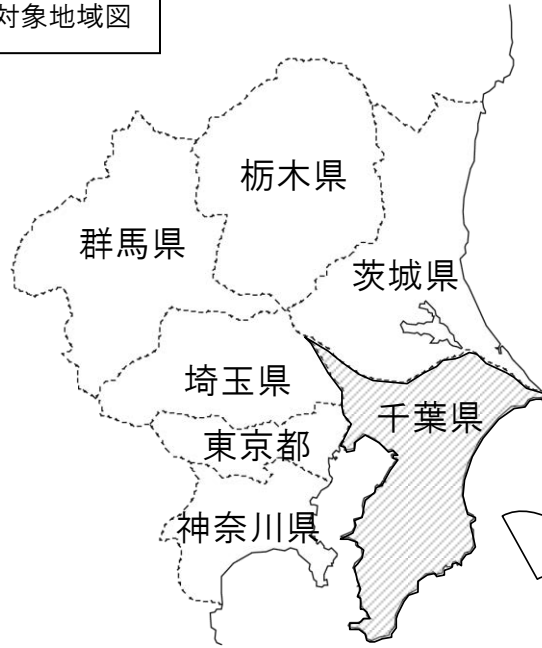 対象地域図
栃木県
群馬県
茨城県
埼玉県
千葉県
東京都
神奈川県